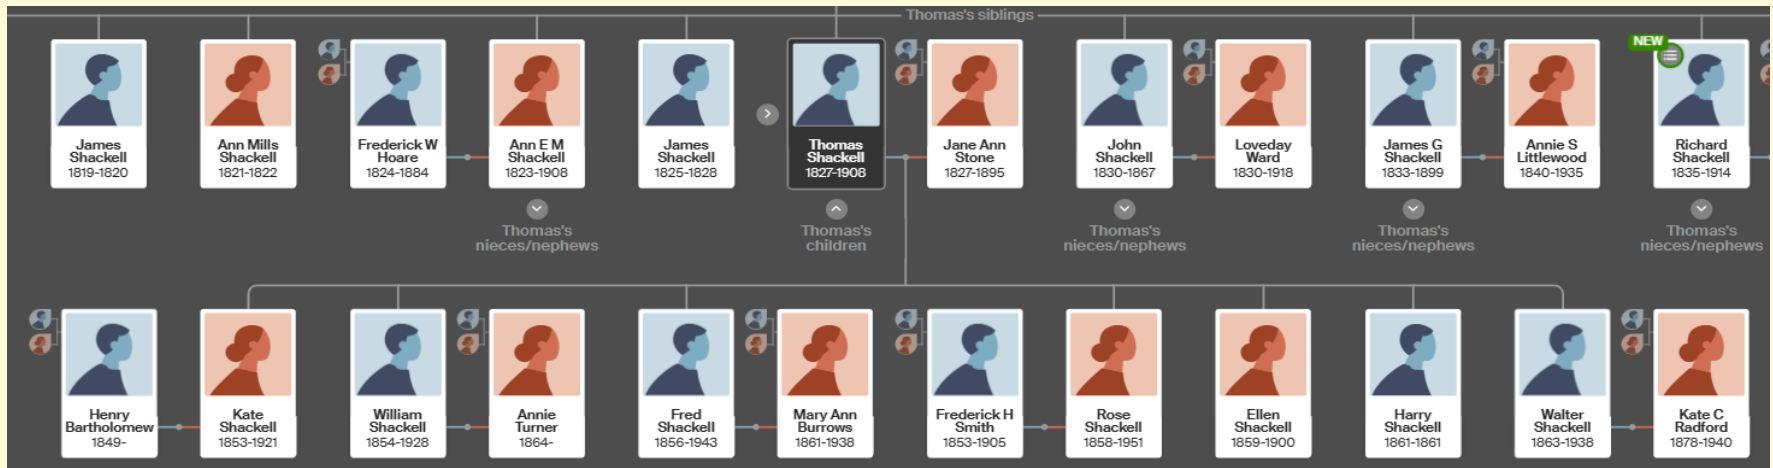 Thomas's siblings
NEW
James
Shackell
1819-1820
Ann Mills
Shackell
1821-1822
Frederick W
Hoare
1824-1884
Ann E M
Shackell
1823-1908
James
Shackell
1825-1828
Thomas
Shackell
1827-1908
Jane Ann
Stone
1827-1895
John
Shackell
1830-1867
Loveday
Ward
1830-1918
James G
Shackell
1833-1899
Annie S
Littlewood
1840-1935
Richard
Shackell
1835-1914
Thomas's
nieces/nephews
Thomas's
children
Thomas's
nieces/nephews
Thomas's
nieces/nephews
Thomas's
nieces/nephews
Henry
Bartholomew
1849-
Kate
Shackell
1853-1921
William
Shackell
1854-1928
Annie
Turner
1864-
Fred
Shackell
1856-1943
Mary Ann
Burrows
1861-1938
Frederick H
Smith
1853-1905
Rose
Shackell
1858-1951
Ellen
Shackell
1859-1900
Harry
Shackell
1861-1861
Walter
Shackell
1863-1938
Kate C
Radford
1878-1940